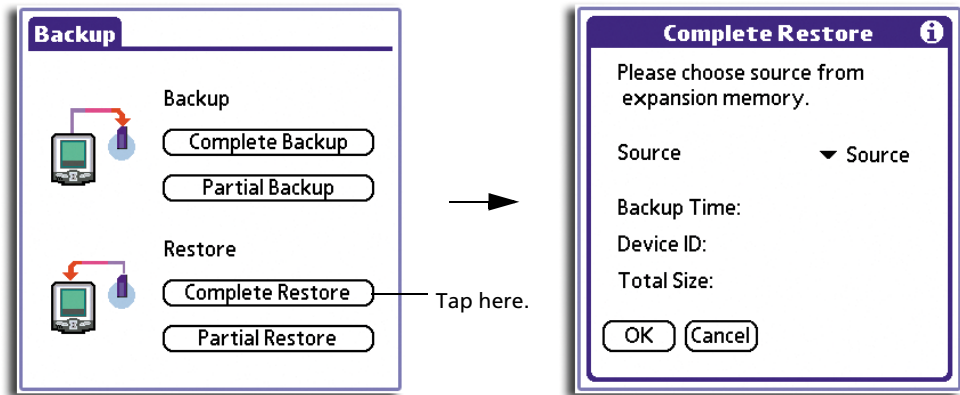 Backup
Backup
Complete Backup
Partial Backup
Restore
Complete Restore
Partial Restore
Tap here.
Complete Restore
Please choose source from
expansion memory.
Source
Source
Backup Time:
Device ID:
Total Size:
OK
Cancel